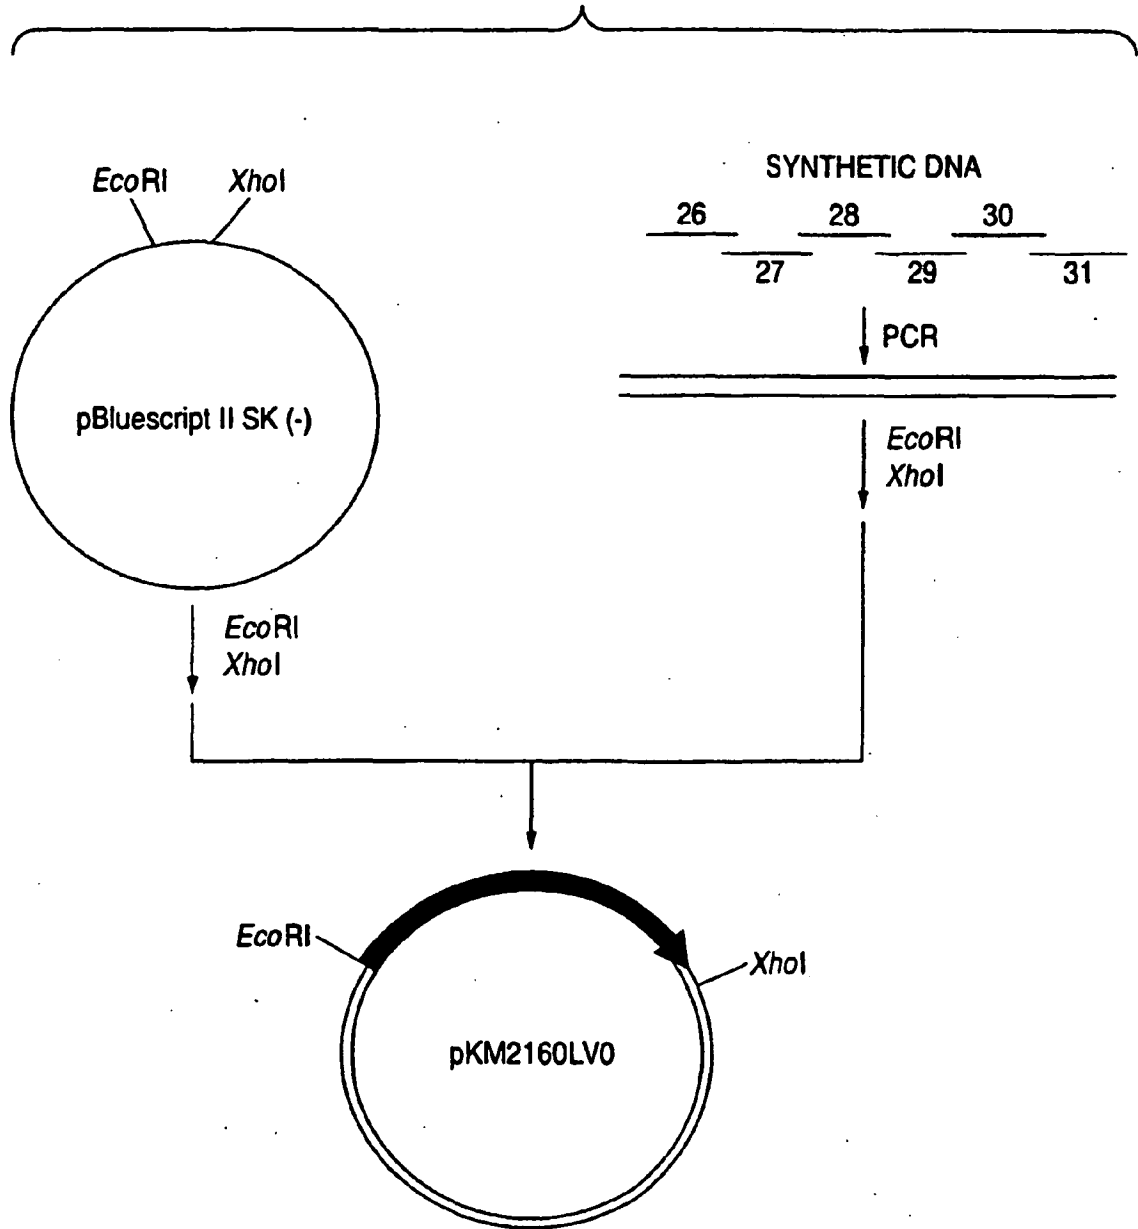 EcoRI XhoI
pBluescript II SK (-)
EcoRI
XhoI
SYNTHETIC DNA
26 28 30
27 29 31
PCR
EcoRI
XhoI
EcoRI
XhoI
pKM2160LV0